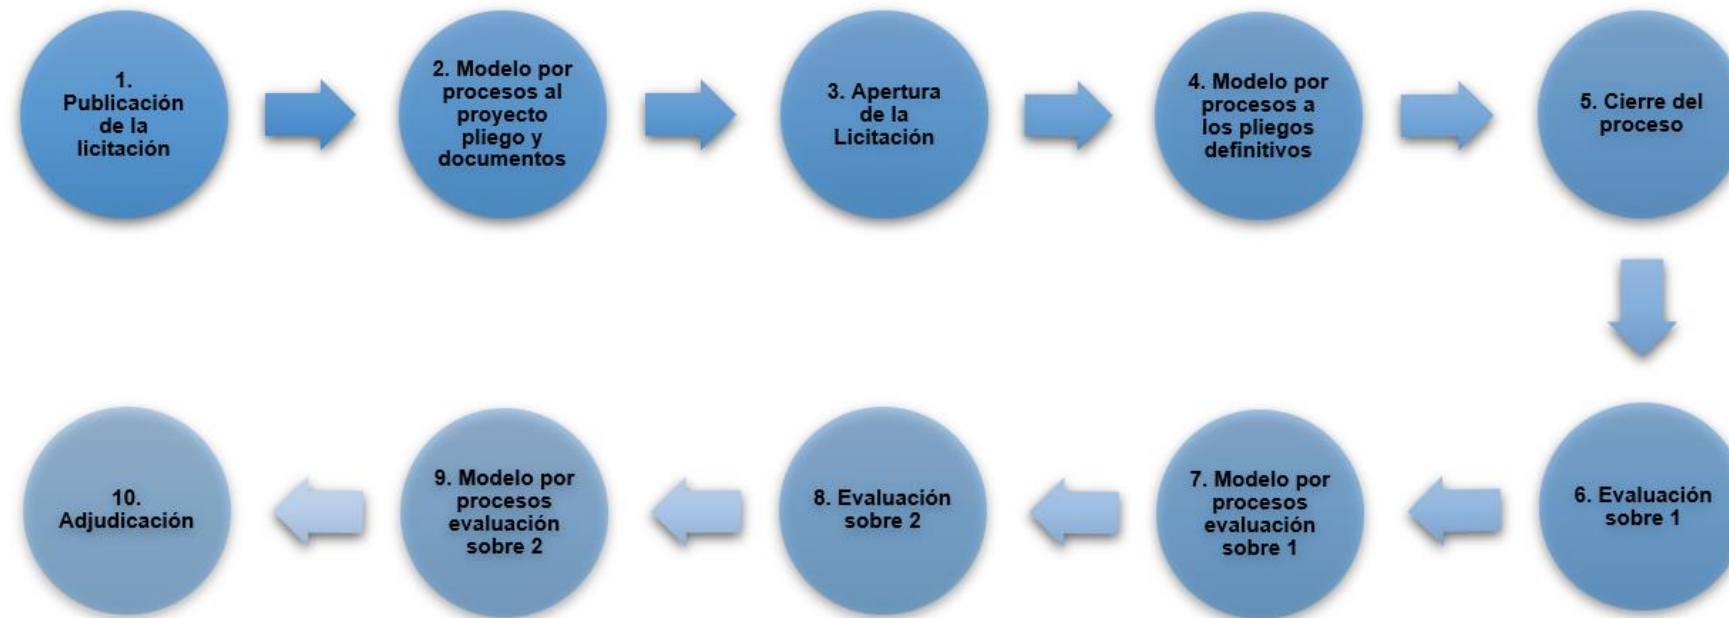 1.
Publicación
de la
licitación
2. Modelo por
procesos al
proyecto
pliego y
documentos
3. Apertura
de la
Licitación
4. Modelo por
procesos a
los pliegos
definitivos
5. Cierre del
proceso
6. Evaluación
sobre 1
7. Modelo por
procesos
evaluación
sobre 1
8. Evaluación
sobre 2
9. Modelo por
procesos
evaluación
sobre 2
10.
Adjudicación